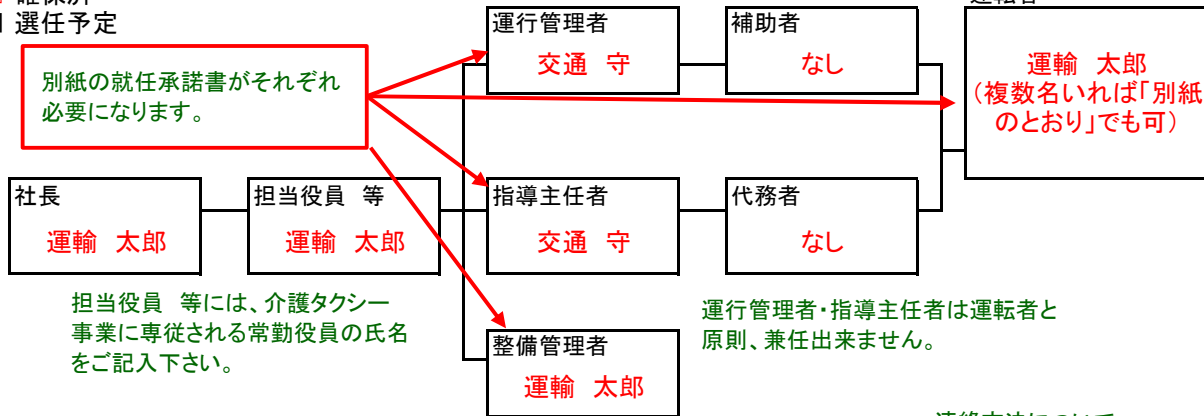 選任予定
運行管理者
交通 守
補助者
なし
運輸 太郎
(複数名いれば「別紙
のとおり」でも可)
別紙の就任承諾書がそれぞれ
必要になります。
社長
運輸 太郎
担当役員 等
運輸 太郎
指導主任者
交通 守
代務者
なし
担当役員 等には、介護タクシー
事業に専従される常勤役員の氏名
をご記入下さい。
運行管理者・指導主任者は運転者と
原則、兼任出来ません。
整備管理者
運輸 太郎